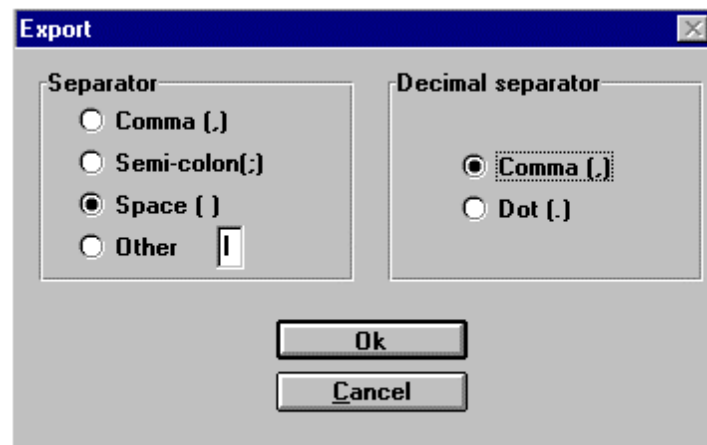 Export
Separator
Comma (,)
Semi-colon(;)
Space ( )
Other |
Decimal separator
Comma (,)
Dot (.)
Ok
Cancel